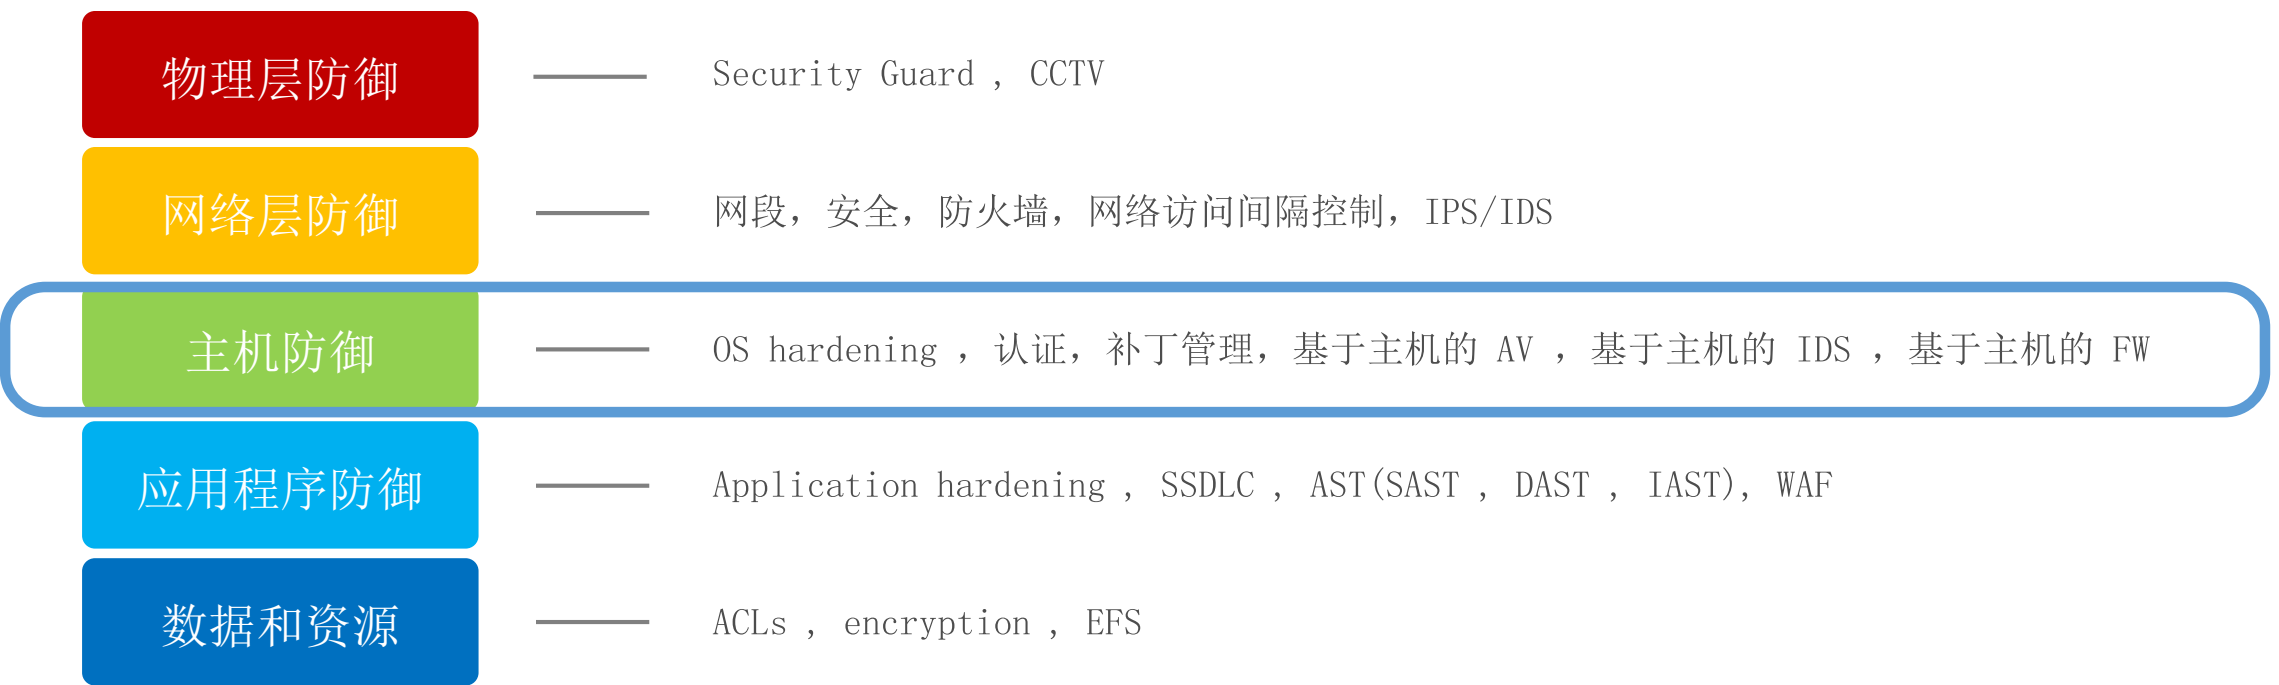 物理层防御 Security Guard , CCTV
网络层防御 网段，安全，防火墙，网络访问间隔控制，IPS/IDS
主机防御 OS hardening ，认证，补丁管理，基于主机的 AV ，基于主机的 IDS ，基于主机的 FW
应用程序防御 Application hardening , SSDLC , AST(SAST , DAST , IAST), WAF
数据和资源 ACLs , encryption , EFS